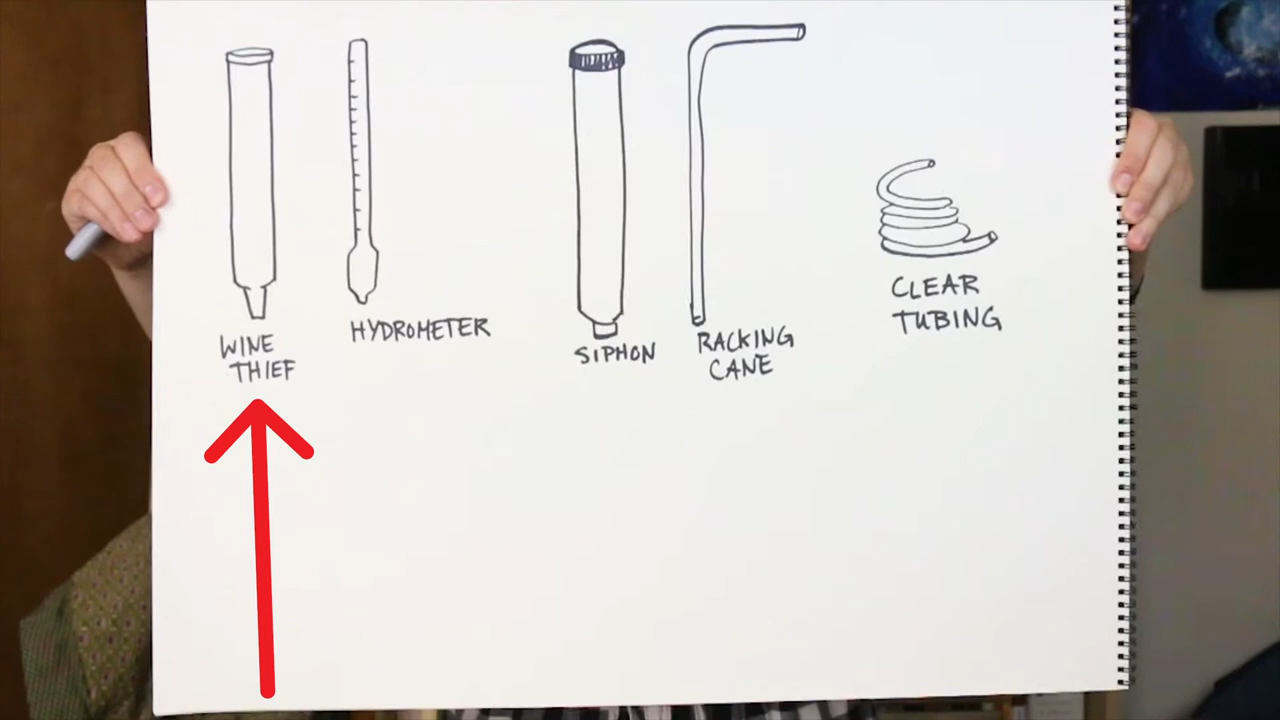 WINE
THIEF
HYDROMETER
SIPHON
RACKING
CANE
CLEAR
TUBING